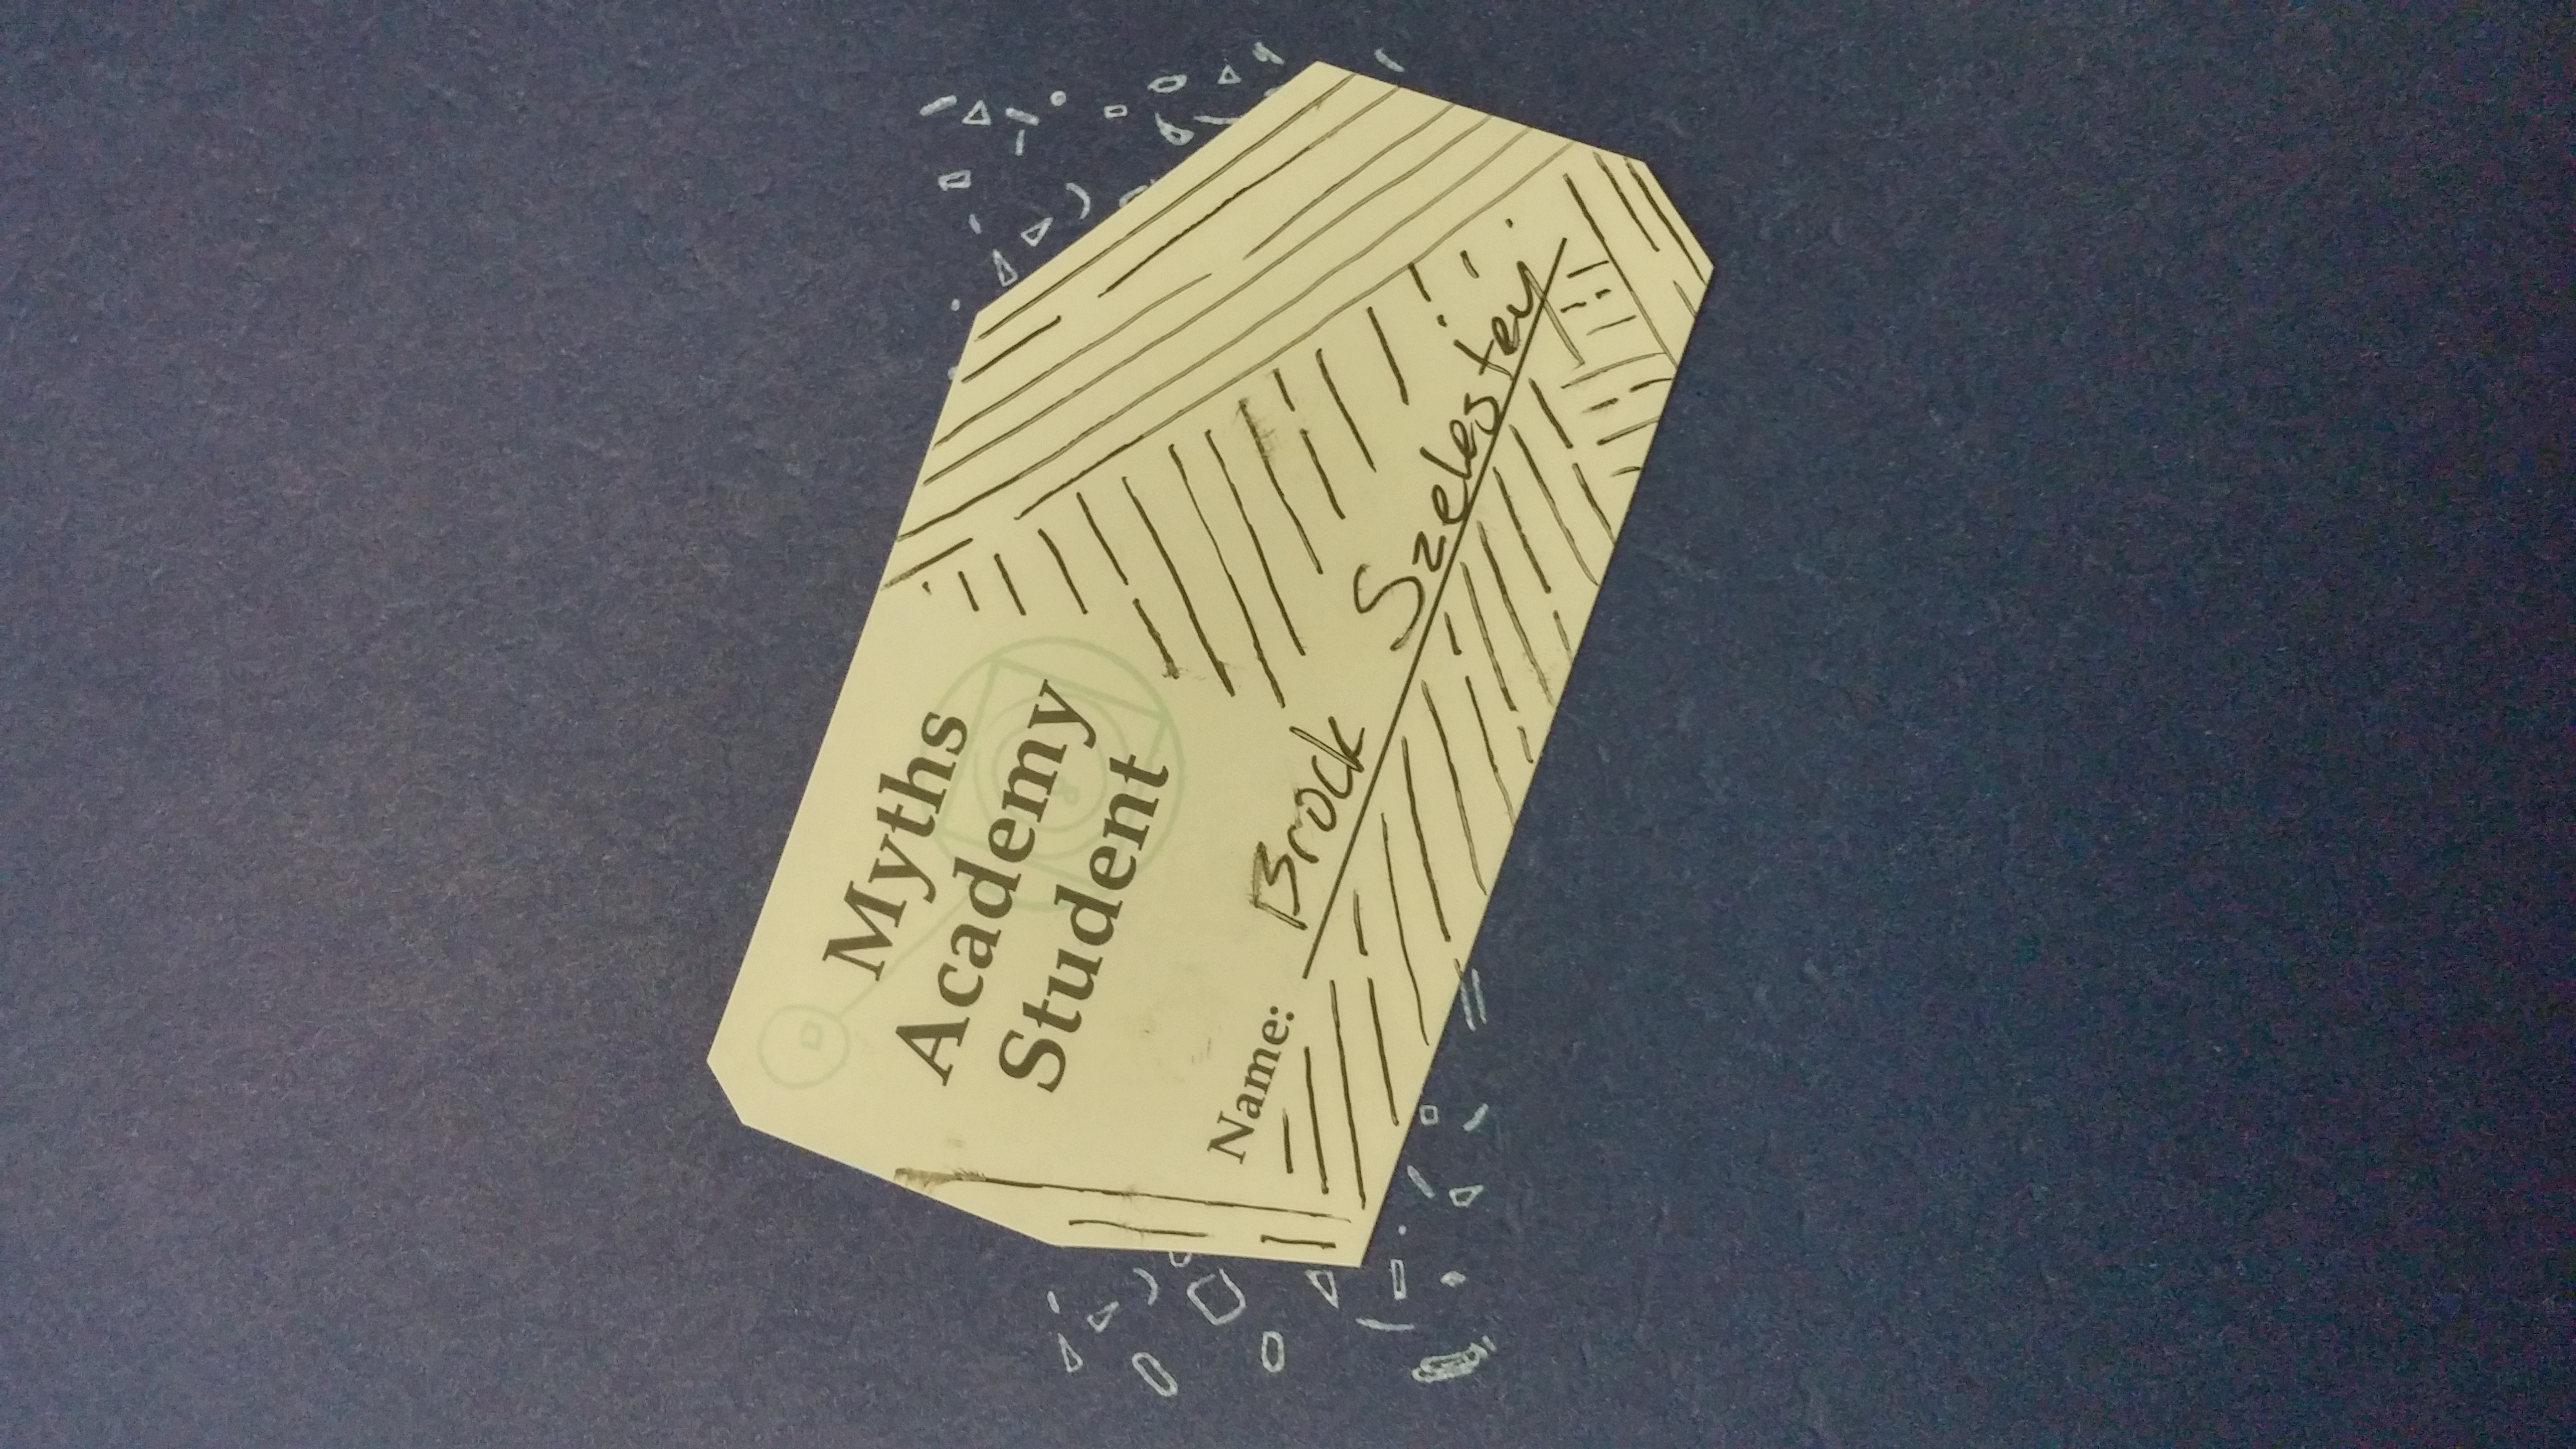 Myths
Academy
Student
Name: Brock Szelestey